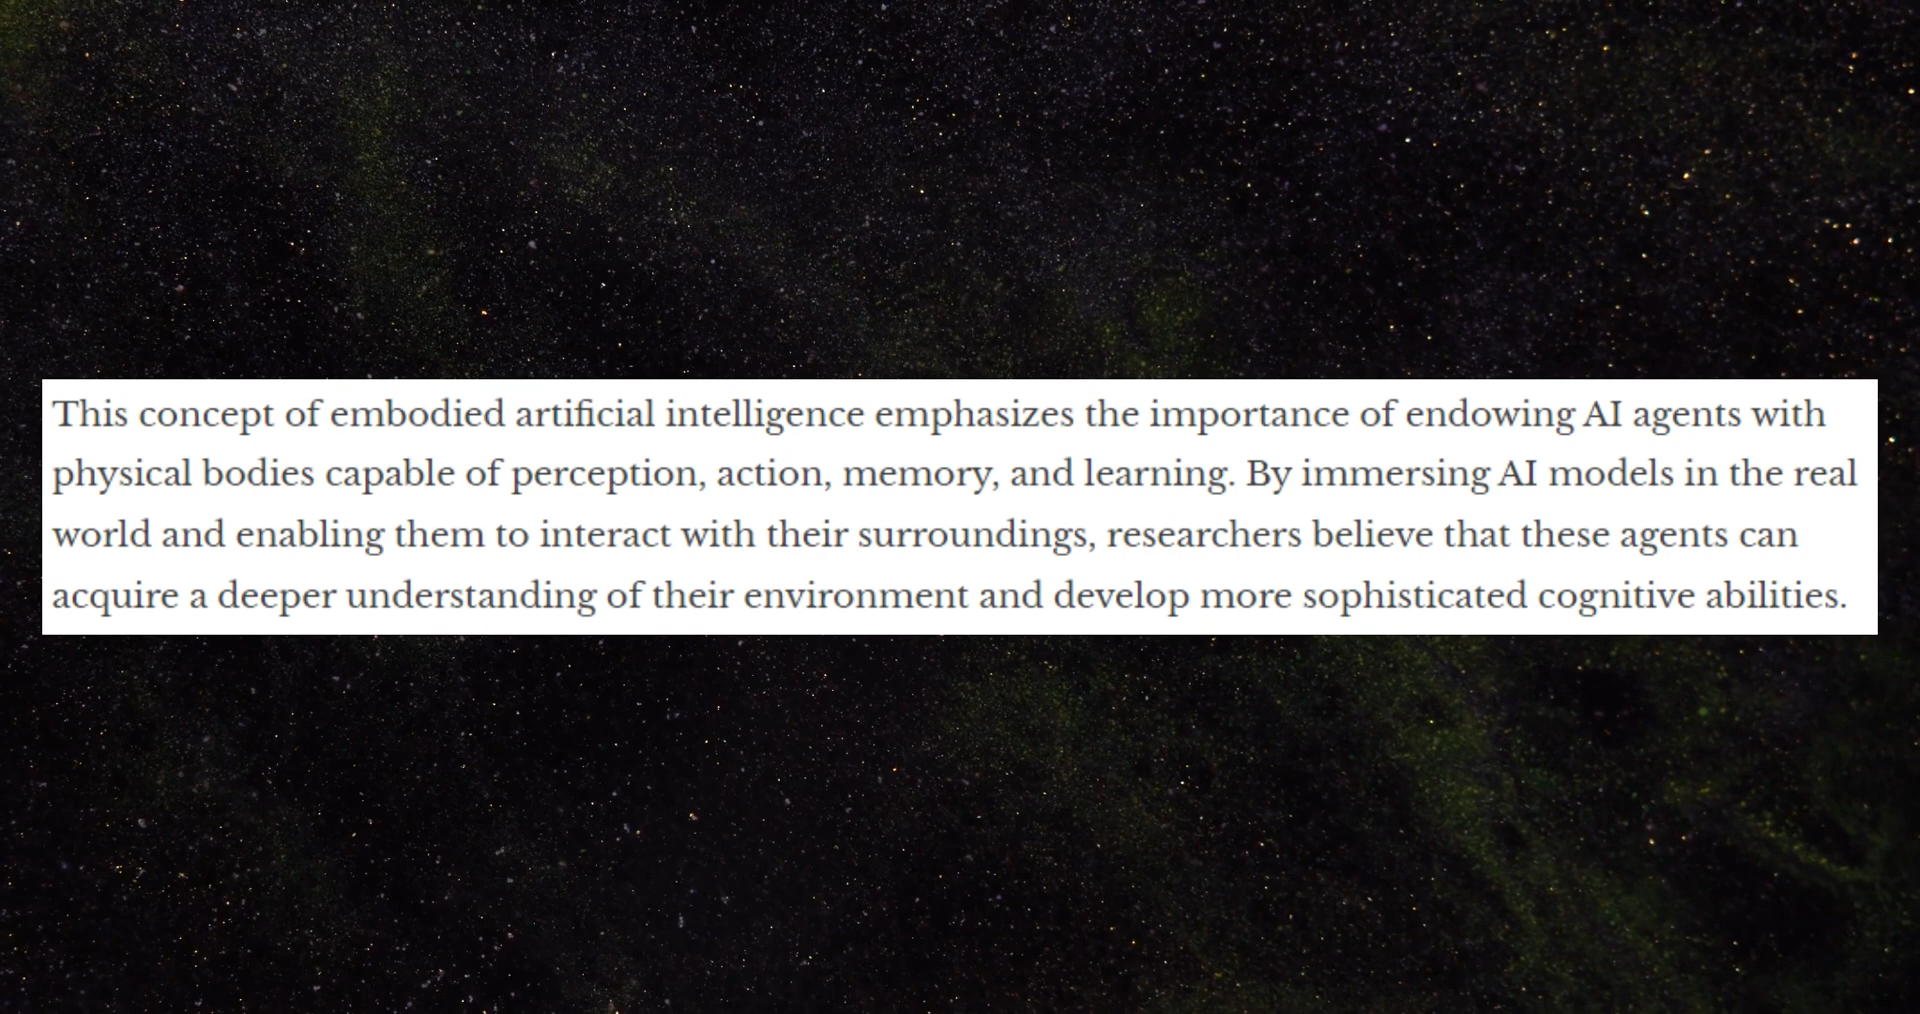 This concept of embodied artificial intelligence emphasizes the importance of endowing AI agents with
physical bodies capable of perception, action, memory, and learning. By immersing AI models in the real
world and enabling them to interact with their surroundings, researchers believe that these agents can
acquire a deeper understanding of their environment and develop more sophisticated cognitive abilities.